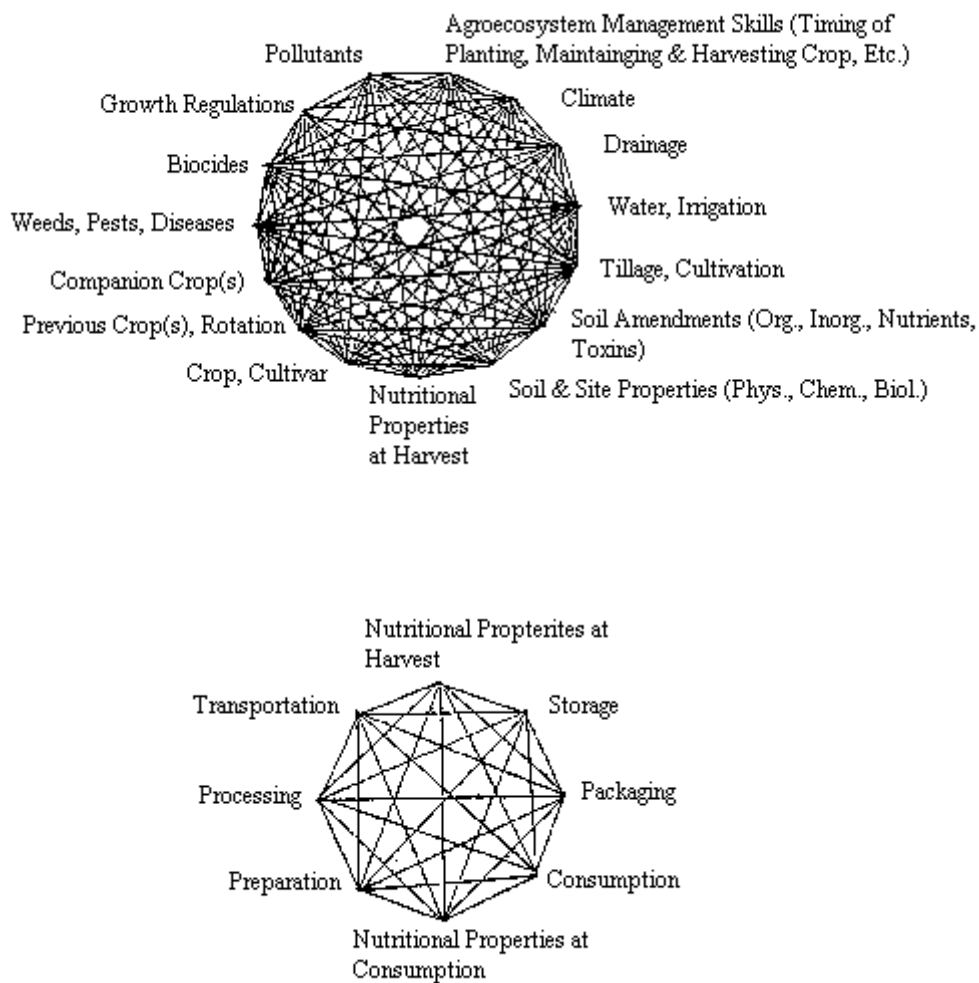 Agroecosystem Management Skills (Timing of
Planting, Maintainging & Harvesting Crop, Etc.)
Pollutants
Climate
Growth Regulations
Drainage
Biocides
Water, Irrigation
Weeds, Pests, Diseases
Tillage, Cultivation
Companion Crop(s)
Soil Amendments (Org., Inorg., Nutrients,
Toxins)
Previous Crop(s), Rotation
Crop, Cultivar
Soil & Site Properties (Phys., Chem., Biol.)
Nutritional
Properties
at Harvest
Nutritional Propterites at
Harvest
Transportation
Storage
Processing
Packaging
Preparation
Consumption
Nutritional Properties at
Consumption